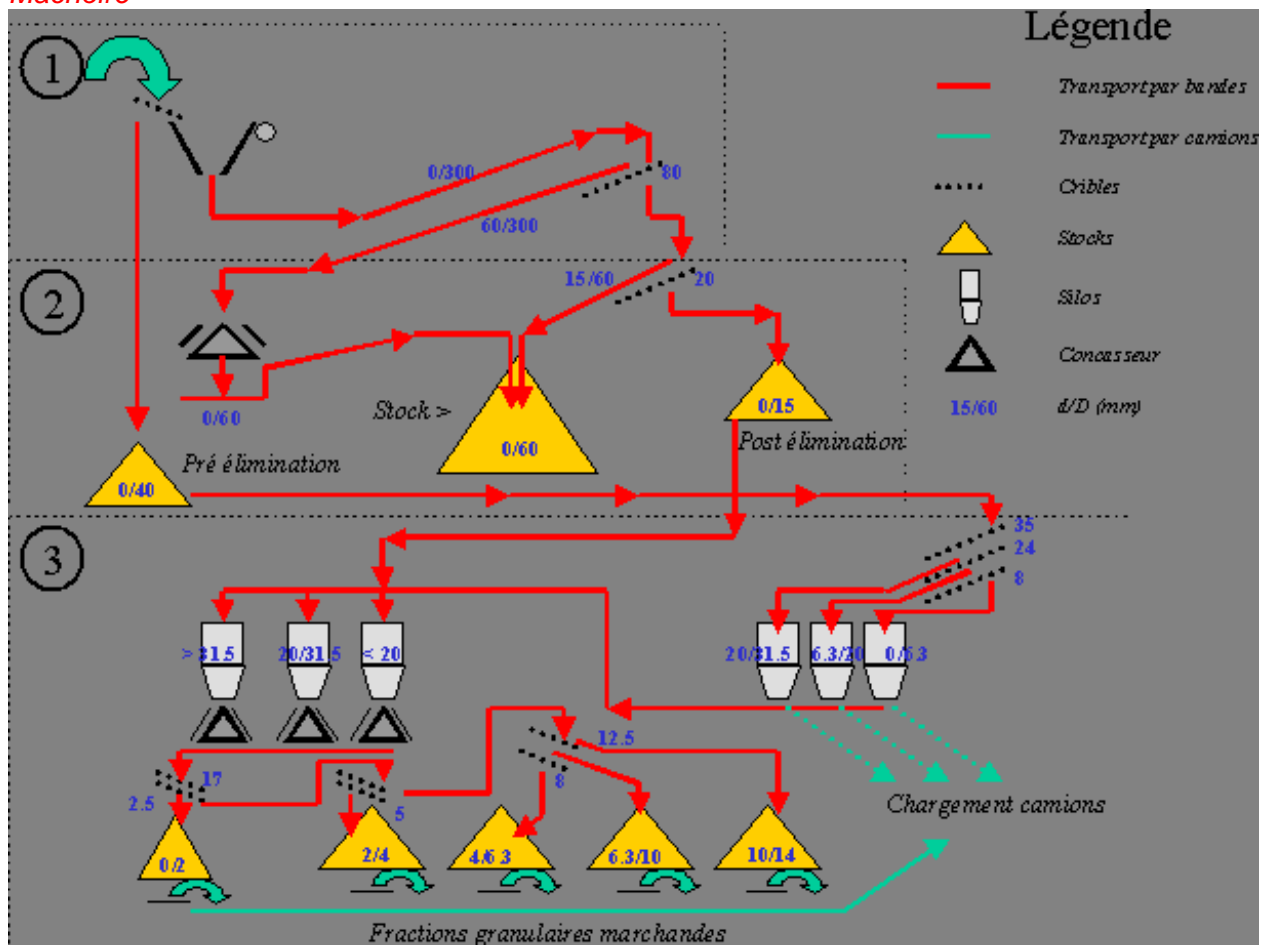 Légende
1
Transport par bandes
Transport par camions
Cribles
Stocks
Silos
Concasseur
15/60 d/D (mm)
0/300
80
60/300
2
15/60
20
0/60
Stock >
0/60
0/15
Post élimination
Pré élimination
0/40
3
35
24
8
> 31.5
20/31.5
< 20
20/31.5
6.3/20
0/6.3
12.5
17
8
2.5
5
Chargement camions
0/2
2/4
4/6.3
6.3/10
10/14
Fractions granulaires marchandes